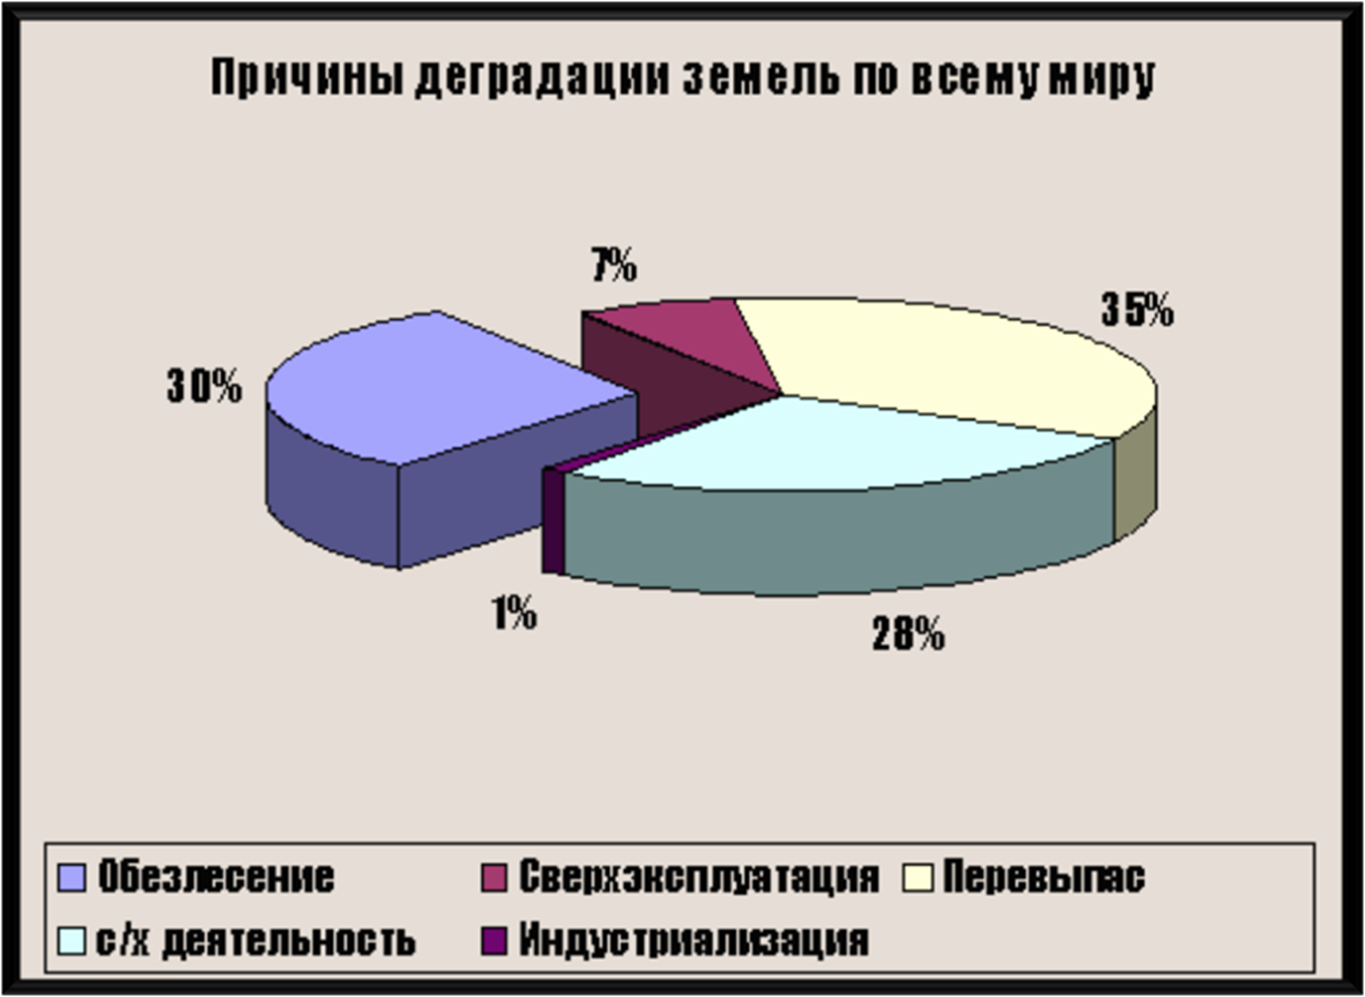 Причины деградации земель по всему миру
7%
35%
30%
1%
28%
Обезлесение Сверхэксплуатация Перевыпас
с/х деятельность Индустриализация